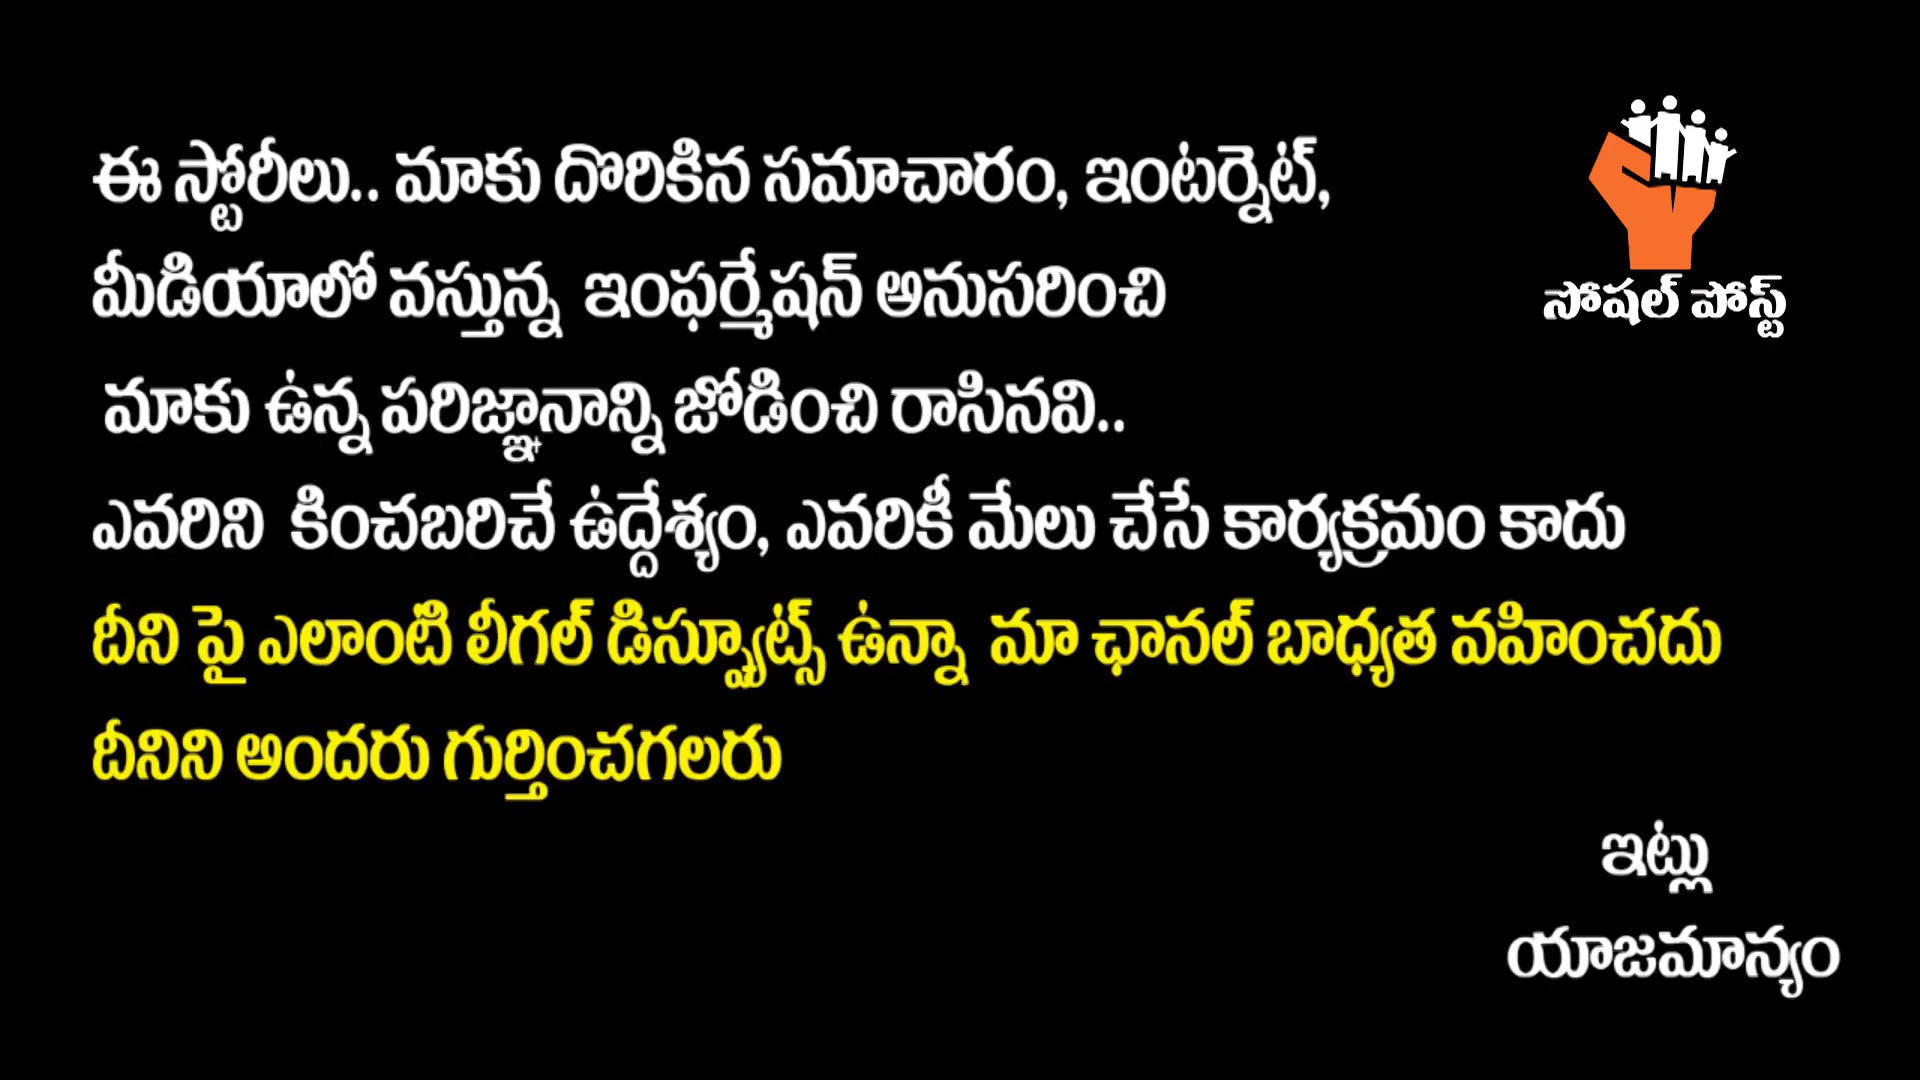 ఈ స్టోరీలు.. మాకు దొరికిన సమాచారం, ఇంటర్నెట్,
మీడియాలో వస్తున్న ఇంఫర్మేషన్ అనుసరించి
మాకు ఉన్న పరిజ్ఞానాన్ని జోడించి రాసినవి..
ఎవరిని కించబరిచే ఉద్దేశ్యం, ఎవరికీ మేలు చేసే కార్యక్రమం కాదు
దీని పై ఎలాంటి లీగల్ డిస్ప్యూట్స్ ఉన్నా మా ఛానల్ బాధ్యత వహించదు
దీనిని అందరు గుర్తించగలరు
ఇట్లు
యాజమాన్యం
సోషల్ పోస్ట్